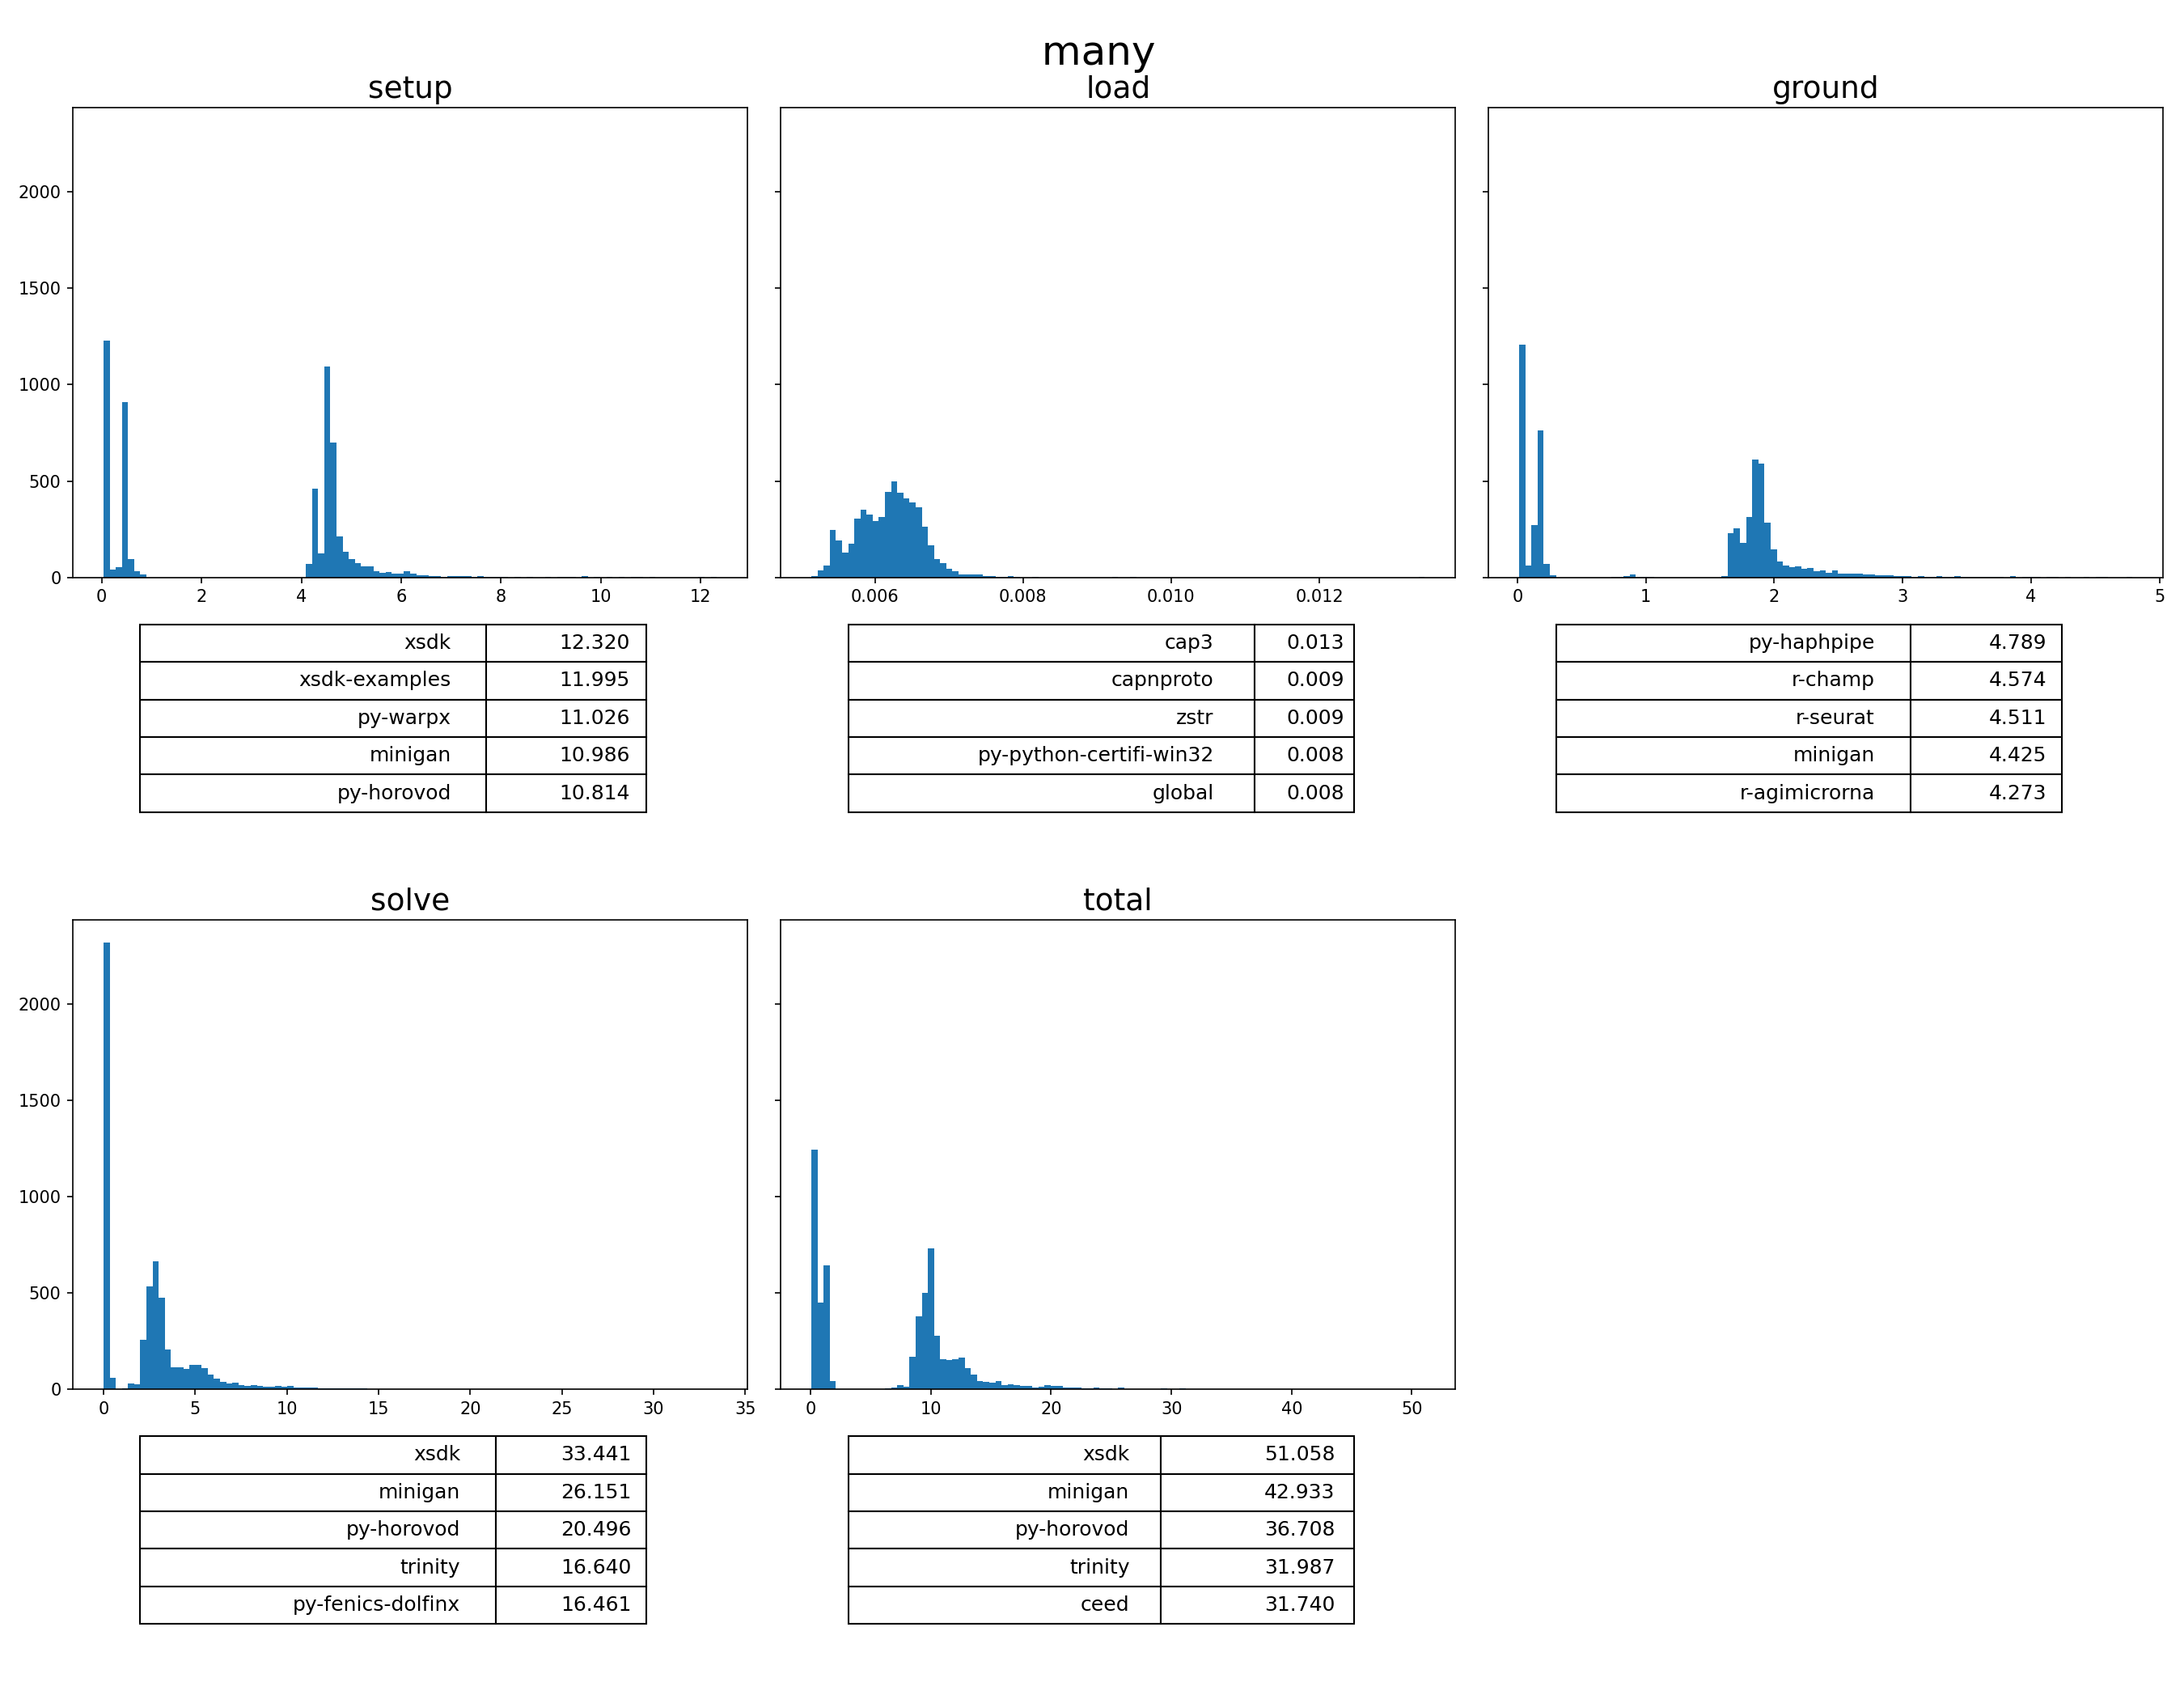 many
setup
load
ground
2000
1500
1000
500
0
0 2 4 6 8 10 12
0.006 0.008 0.010 0.012
0 1 2 3 4 5
xsdk 12.320
xsdk-examples 11.995
py-warpx 11.026
minigan 10.986
py-horovod 10.814
cap3 0.013
capnproto 0.009
zstr 0.009
py-python-certifi-win32 0.008
global 0.008
py-haphpipe 4.789
r-champ 4.574
r-seurat 4.511
minigan 4.425
r-agimicrorna 4.273
solve
total
2000
1500
1000
500
0
0 5 10 15 20 25 30 35
0 10 20 30 40 50
xsdk 33.441
minigan 26.151
py-horovod 20.496
trinity 16.640
py-fenics-dolfinx 16.461
xsdk 51.058
minigan 42.933
py-horovod 36.708
trinity 31.987
ceed 31.740